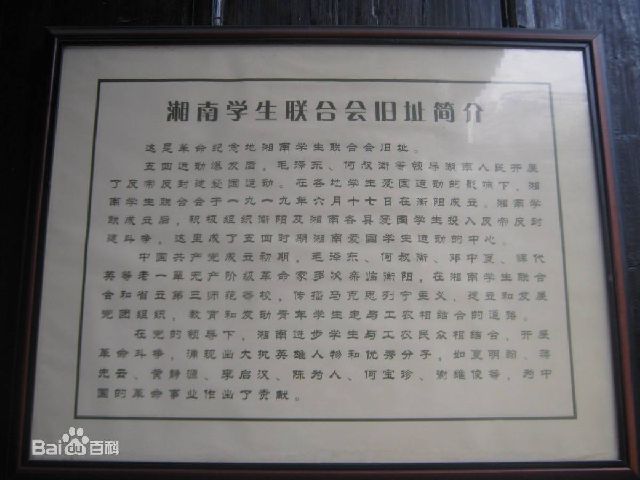 湘南学生联合会旧址简介
这是革命纪念地湘南学生联合会旧址。
五四运动爆发后，毛泽东、何叔衡等领导湖南人民开展
了反帝反封建爱国运动。在各地学生爱国运动的影响下，湘
南学生联合会于一九一九年六月十七日在衡阳成立。湘南学
联成立后，积极组织衡阳及湘南各县爱国学生投入反帝反封
建斗争，这里成了五四时期湘南爱国学生运动的中心。
中国共产党成立初期，毛泽东、何叔衡、邓中夏、恽代
英等老一辈无产阶级革命家多次亲临衡阳，在湘南学生联合
会和省立第三师范等校，传播马克思列宁主义，建立和发展
党团组织，教育和发动青年学生走与工农相结合的道路。
在党的领导下，湘南进步学生与工农民众相结合，开展
革命斗争，涌现出大批英雄人物和优秀分子，如夏明翰、蒋
先云、黄静源、李启汉、陈为人、何宝珍、谢维俊等，为中
国的革命事业作出了贡献。
Bai百科